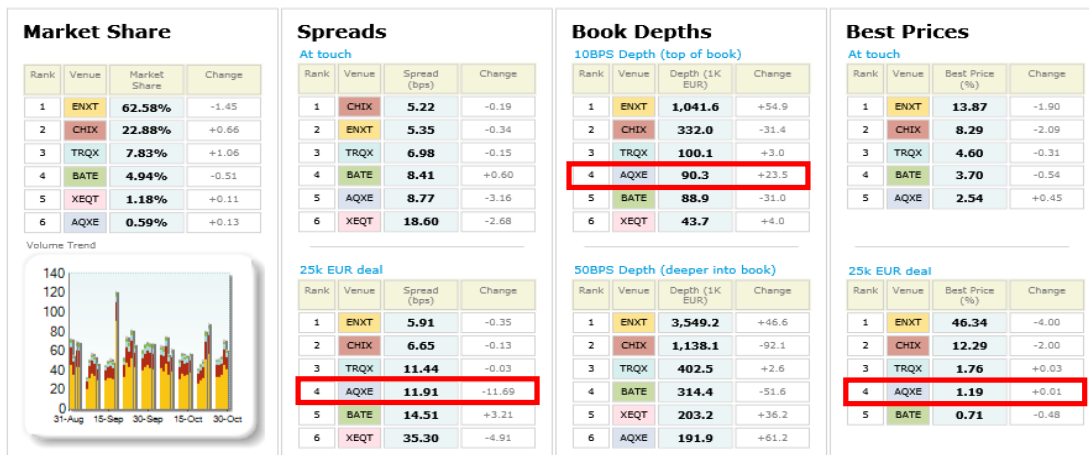 Market Share
Rank Venue Market Share Change
1 ENXT 62.58% -1.45
2 CHIX 22.88% +0.66
3 TRQX 7.83% +1.06
4 BATE 4.94% -0.51
5 XEQT 1.18% +0.11
6 AQXE 0.59% +0.13
Volume Trend
140
120
100
80
60
40
20
0
31-Aug 15-Sep 30-Sep 15-Oct 30-Oct
Spreads
At touch
Rank Venue Spread (bps) Change
1 CHIX 5.22 -0.19
2 ENXT 5.35 -0.34
3 TRQX 6.98 -0.15
4 BATE 8.41 +0.60
5 AQXE 8.77 -3.16
6 XEQT 18.60 -2.68
25k EUR deal
Rank Venue Spread (bps) Change
1 ENXT 5.91 -0.35
2 CHIX 6.65 -0.13
3 TRQX 11.44 -0.03
4 AQXE 11.91 -11.69
5 BATE 14.51 +3.21
6 XEQT 35.30 -4.91
Book Depths
10BPS Depth (top of book)
Rank Venue Depth (1K EUR) Change
1 ENXT 1,041.6 +54.9
2 CHIX 332.0 -31.4
3 TRQX 100.1 +3.0
4 AQXE 90.3 +23.5
5 BATE 88.9 -31.0
6 XEQT 43.7 +4.0
50BPS Depth (deeper into book)
Rank Venue Depth (1K EUR) Change
1 ENXT 3,549.2 +46.6
2 CHIX 1,138.1 -92.1
3 TRQX 402.5 +2.6
4 BATE 314.4 -51.6
5 XEQT 203.2 +36.2
6 AQXE 191.9 +61.2
Best Prices
At touch
Rank Venue Best Price (%) Change
1 ENXT 13.87 -1.90
2 CHIX 8.29 -2.09
3 TRQX 4.60 -0.31
4 BATE 3.70 -0.54
5 AQXE 2.54 +0.45
25k EUR deal
Rank Venue Best Price (%) Change
1 ENXT 46.34 -4.00
2 CHIX 12.29 -2.00
3 TRQX 1.76 +0.03
4 AQXE 1.19 +0.01
5 BATE 0.71 -0.48